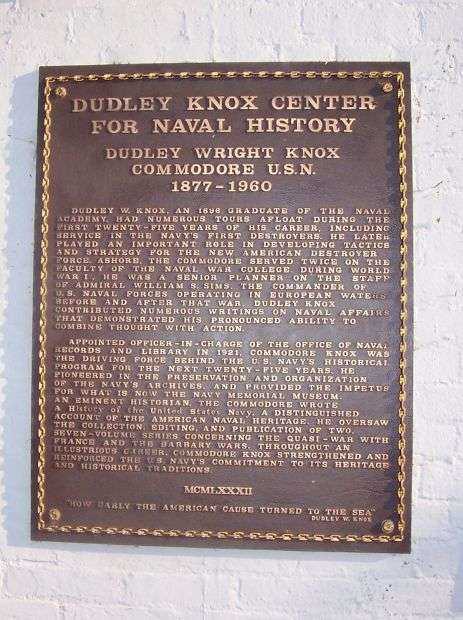 DUDLEY KNOX CENTER
FOR NAVAL HISTORY
DUDLEY WRIGHT KNOX
COMMODORE U.S.N.
1877-1960
DUDLEY W. KNOX, AN 1896 GRADUATE OF THE NAVAL
ACADEMY, HAD NUMEROUS TOURS AFLOAT DURING THE
FIRST TWENTY-FIVE YEARS OF HIS CAREER, INCLUDING
SERVICE IN THE NAVY'S FIRST DESTROYERS. HE LATER
PLAYED AN IMPORTANT ROLE IN DEVELOPING TACTICS
AND STRATEGY FOR THE NEW AMERICAN DESTROYER
FORCE. ASHORE, THE COMMODORE SERVED TWICE ON THE
FACULTY OF THE NAVAL WAR COLLEGE. DURING WORLD
WAR I, HE WAS A SENIOR PLANNER ON THE STAFF
OF ADMIRAL WILLIAM S. SIMS, THE COMMANDER OF
U.S. NAVAL FORCES OPERATING IN EUROPEAN WATERS.
BEFORE AND AFTER THAT WAR, DUDLEY KNOX
CONTRIBUTED NUMEROUS WRITINGS ON NAVAL AFFAIRS
THAT DEMONSTRATED HIS PRONOUNCED ABILITY TO
COMBINE THOUGHT WITH ACTION.
APPOINTED OFFICER-IN-CHARGE OF THE OFFICE OF NAVAL
RECORDS AND LIBRARY IN 1921, COMMODORE KNOX WAS
THE DRIVING FORCE BEHIND THE U.S. NAVY'S HISTORICAL
PROGRAM FOR THE NEXT TWENTY-FIVE YEARS. HE
PIONEERED IN THE PRESERVATION AND ORGANIZATION
OF THE NAVY'S ARCHIVES, AND PROVIDED THE IMPETUS
FOR WHAT IS NOW THE NAVY MEMORIAL MUSEUM.
AN EMINENT HISTORIAN, THE COMMODORE WROTE
A History of the United States Navy, A DISTINGUISHED
ACCOUNT OF THE AMERICAN NAVAL HERITAGE. HE OVERSAW
THE COLLECTION, EDITING, AND PUBLICATION OF TWO,
SEVEN-VOLUME SERIES CONCERNING THE QUASI-WAR WITH
FRANCE AND THE BARBARY WARS. THROUGHOUT AN
ILLUSTRIOUS CAREER, COMMODORE KNOX STRENGTHENED AND
REINFORCED THE U.S. NAVY'S COMMITMENT TO ITS HERITAGE
AND HISTORICAL TRADITIONS.
MCMLXXXII
"HOW EARLY THE AMERICAN CAUSE TURNED TO THE SEA"
DUDLEY W. KNOX